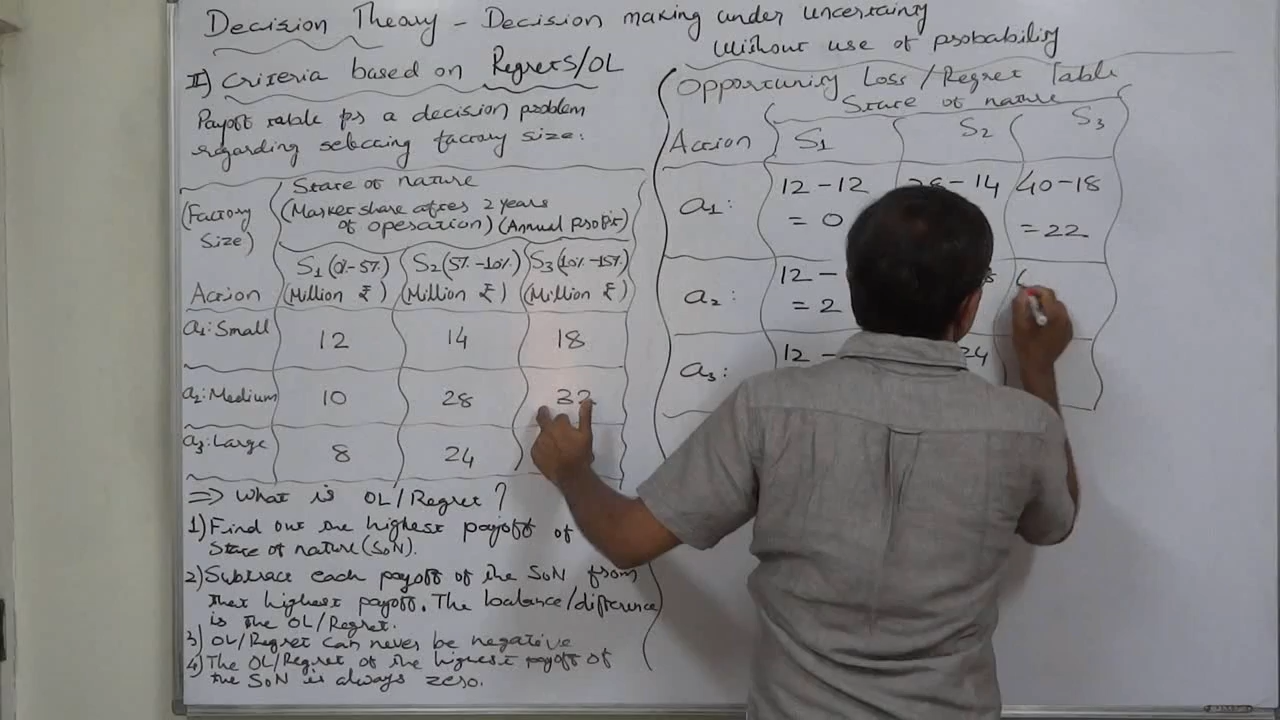 Decision Theory - Decision making under uncertainty
Without use of probability
II) Criteria based on Regrets/OL
Payoff table for a decision problem
regarding selecting factory size:
(Factory Size)
State of nature
(Market share after 2 years
of operation) (Annual profit)
Action
S1 (0%-5%) S2 (5%-10%) S3 (10%-15%)
(Million ₹) (Million ₹) (Million ₹)
a1: Small 12 14 18
a2: Medium 10 28 32
a3: Large 8 24
⇒ What is OL/Regret?
1) Find out the highest payoff of
State of nature (SoN).
2) Subtract each payoff of the SoN from
that highest payoff. The balance/difference
is the OL/Regret.
3) OL/Regret can never be negative
4) The OL/Regret of the highest payoff of
the SoN is always zero.
Opportunity Loss/Regret Table
State of nature
Action S1 S2 S3
a1: 12-12 - 14 40-18
= 0 = 22
a2: 12-
= 2
a3: 12- 24